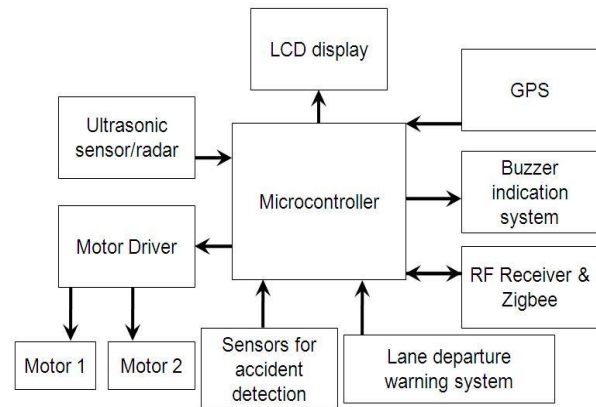 LCD display
GPS
Ultrasonic
sensor/radar
Microcontroller
Buzzer
indication
system
Motor Driver
RF Receiver &
Zigbee
Motor 1
Motor 2
Sensors for
accident
detection
Lane departure
warning system